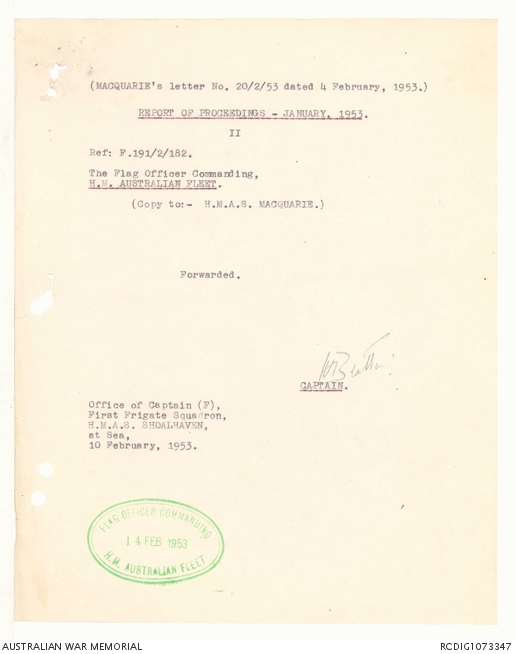 (MACQUARIE's letter No. 20/2/53 dated 4 February, 1953.)
REPORT OF PROCEEDINGS - JANUARY, 1953.
II
Ref: F.191/2/182.
The Flag Officer Commanding,
H.M. AUSTRALIAN FLEET.
(Copy to:- H.M.A.S. MACQUARIE.)
Forwarded.
CAPTAIN.
Office of Captain (F),
First Frigate Squadron,
H.M.A.S. SHOALHAVEN,
at Sea,
10 February, 1953.
FLAG OFFICER COMMANDING
14 FEB 1953
H.M. AUSTRALIAN FLEET
AUSTRALIAN WAR MEMORIAL
RCDIG1073347